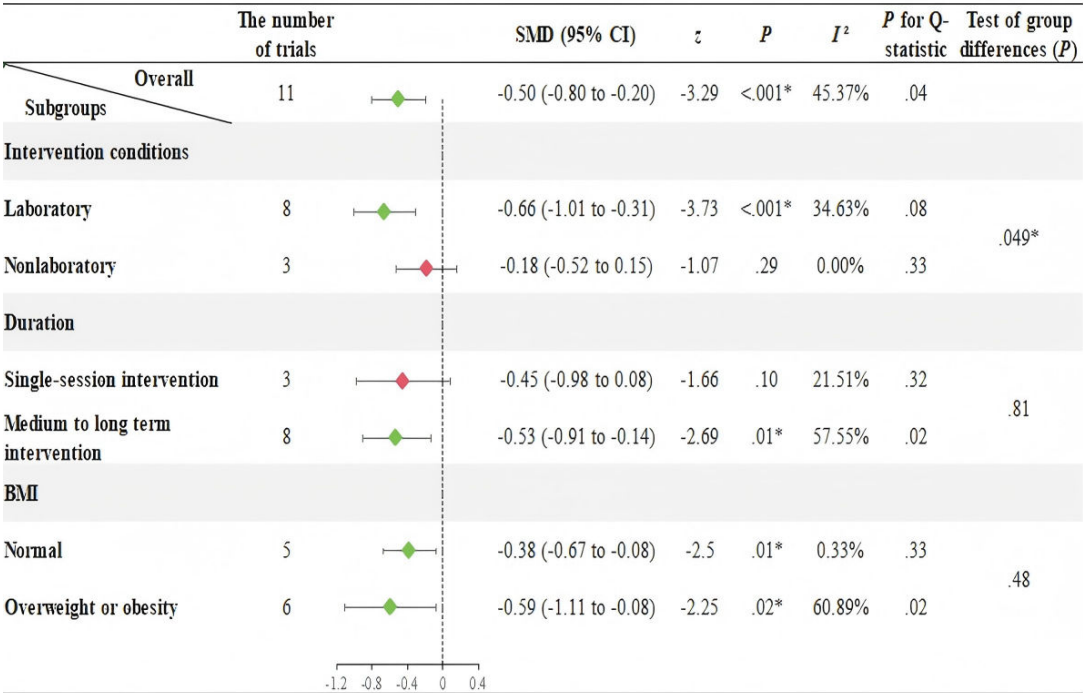 The number of trials SMD (95% CI) z P I² P for Q-statistic Test of group differences (P)
Overall
Subgroups
11 -0.50 (-0.80 to -0.20) -3.29 <.001* 45.37% .04
Intervention conditions
Laboratory 8 -0.66 (-1.01 to -0.31) -3.73 <.001* 34.63% .08
.049*
Nonlaboratory 3 -0.18 (-0.52 to 0.15) -1.07 .29 0.00% .33
Duration
Single-session intervention 3 -0.45 (-0.98 to 0.08) -1.66 .10 21.51% .32
.81
Medium to long term intervention 8 -0.53 (-0.91 to -0.14) -2.69 .01* 57.55% .02
BMI
Normal 5 -0.38 (-0.67 to -0.08) -2.5 .01* 0.33% .33
.48
Overweight or obesity 6 -0.59 (-1.11 to -0.08) -2.25 .02* 60.89% .02
-1.2 -0.8 -0.4 0 0.4